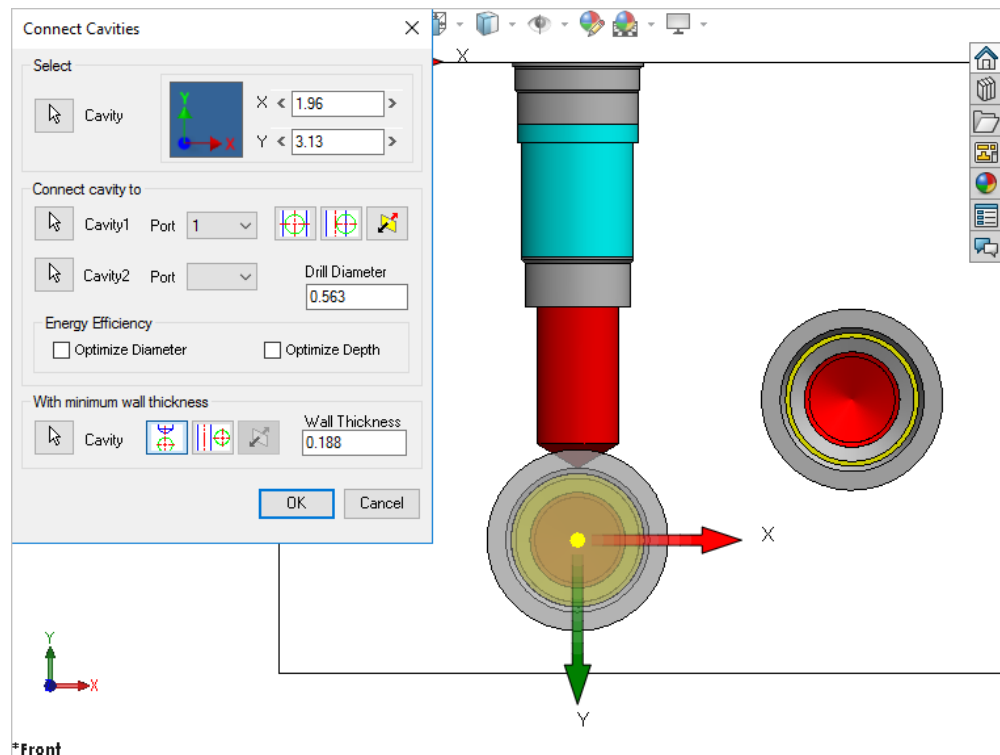 Connect Cavities
Select
Cavity
X < 1.96 >
Y < 3.13 >
Y
X
Connect cavity to
Cavity1 Port 1
Cavity2 Port
Drill Diameter
0.563
Energy Efficiency
Optimize Diameter Optimize Depth
With minimum wall thickness
Cavity
Wall Thickness
0.188
OK Cancel
X
X
Y
Y
X
*Front